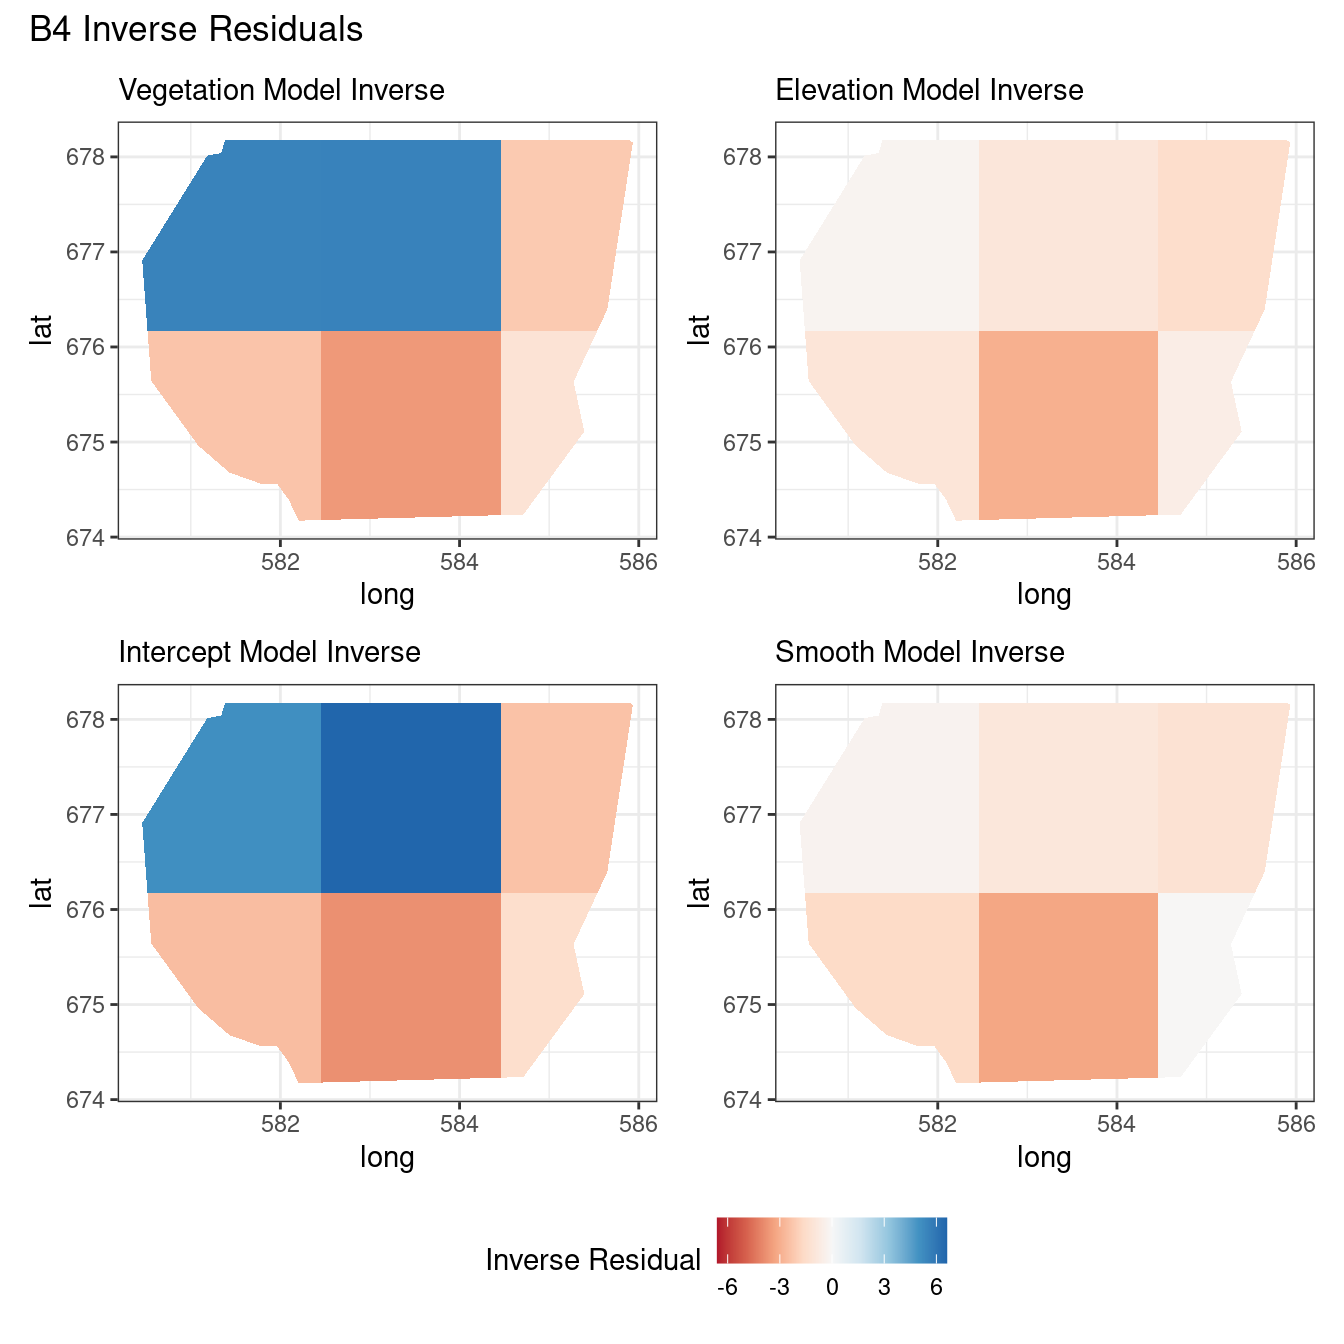 B4 Inverse Residuals
Vegetation Model Inverse
678
677
676
675
674
lat
582 584 586
long
Elevation Model Inverse
678
677
676
675
674
lat
582 584 586
long
Intercept Model Inverse
678
677
676
675
674
lat
582 584 586
long
Smooth Model Inverse
678
677
676
675
674
lat
582 584 586
long
Inverse Residual
-6 -3 0 3 6